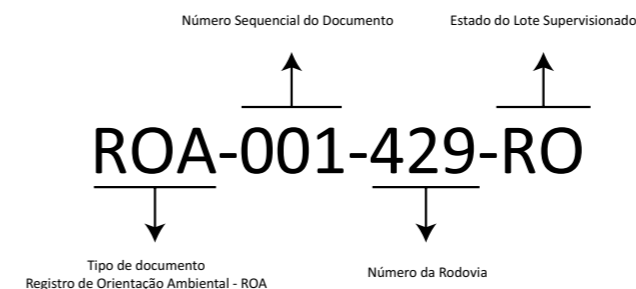 Número Sequencial do Documento
Estado do Lote Supervisionado
ROA-001-429-RO
Tipo de documento
Registro de Orientação Ambiental - ROA
Número da Rodovia